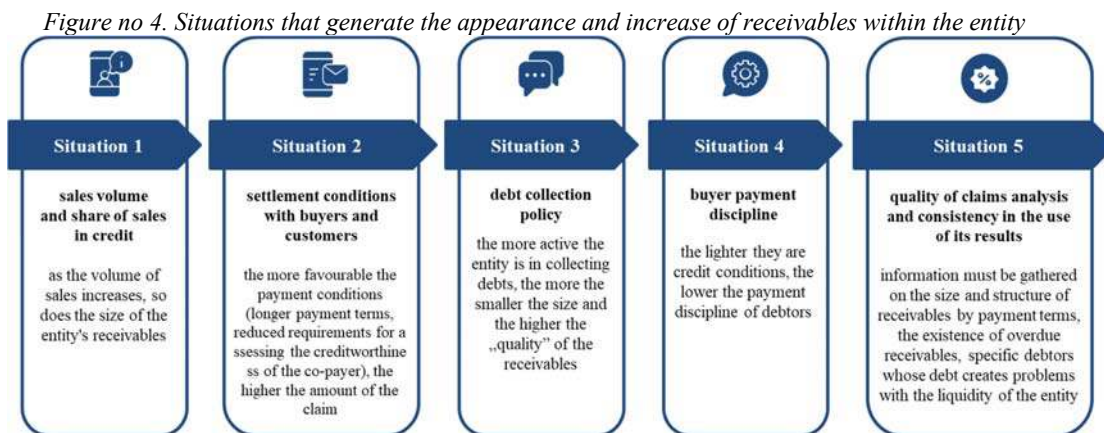 Figure no 4. Situations that generate the appearance and increase of receivables within the entity
Situation 1
sales volume
and share of sales
in credit
as the volume of
sales increases, so
does the size of the
entity's receivables
Situation 2
settlement conditions
with buyers and
customers
the more favourable the
payment conditions
(longer payment terms,
reduced requirements for a
ssessing the creditworthine
ss of the co-payer), the
higher the amount of the
claim
Situation 3
debt collection
policy
the more active the
entity is in collecting
debts, the more the
smaller the size and
the higher the
„quality” of the
receivables
Situation 4
buyer payment
discipline
the lighter they are
credit conditions, the
lower the payment
discipline of debtors
Situation 5
quality of claims analysis
and consistency in the use
of its results
information must be gathered
on the size and structure of
receivables by payment terms,
the existence of overdue
receivables, specific debtors
whose debt creates problems
with the liquidity of the entity